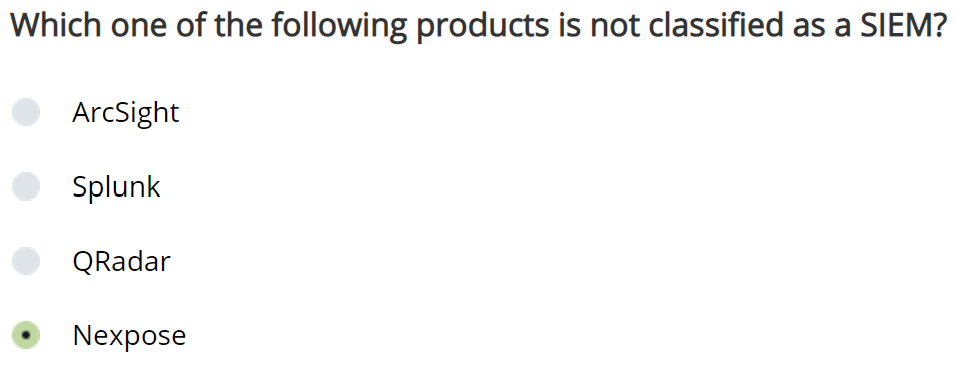 Which one of the following products is not classified as a SIEM?
ArcSight
Splunk
QRadar
Nexpose